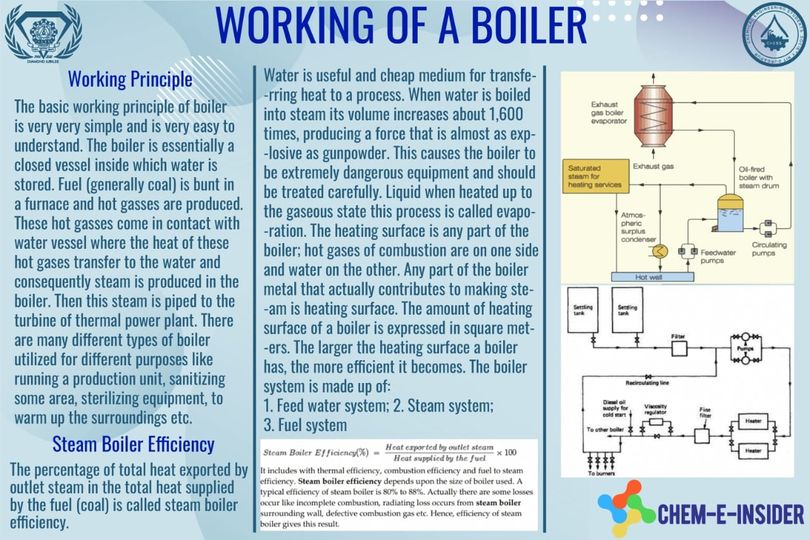 WORKING OF A BOILER
DIAMOND JUBILEE
Working Principle
The basic working principle of boiler
is very very simple and is very easy to
understand. The boiler is essentially a
closed vessel inside which water is
stored. Fuel (generally coal) is bunt in
a furnace and hot gasses are produced.
These hot gasses come in contact with
water vessel where the heat of these
hot gases transfer to the water and
consequently steam is produced in the
boiler. Then this steam is piped to the
turbine of thermal power plant. There
are many different types of boiler
utilized for different purposes like
running a production unit, sanitizing
some area, sterilizing equipment, to
warm up the surroundings etc.
Steam Boiler Efficiency
The percentage of total heat exported by
outlet steam in the total heat supplied
by the fuel (coal) is called steam boiler
efficiency.
Water is useful and cheap medium for transfe-
-rring heat to a process. When water is boiled
into steam its volume increases about 1,600
times, producing a force that is almost as exp-
-losive as gunpowder. This causes the boiler to
be extremely dangerous equipment and should
be treated carefully. Liquid when heated up to
the gaseous state this process is called evapo-
-ration. The heating surface is any part of the
boiler; hot gases of combustion are on one side
and water on the other. Any part of the boiler
metal that actually contributes to making ste-
-am is heating surface. The amount of heating
surface of a boiler is expressed in square met-
-ers. The larger the heating surface a boiler
has, the more efficient it becomes. The boiler
system is made up of:
1. Feed water system; 2. Steam system;
3. Fuel system
Steam Boiler Efficiency(%) = Heat exported by outlet steam / Heat supplied by the fuel × 100
It includes with thermal efficiency, combustion efficiency and fuel to steam
efficiency. Steam boiler efficiency depends upon the size of boiler used. A
typical efficiency of steam boiler is 80% to 88%. Actually there are some losses
occur like incomplete combustion, radiating loss occurs from steam boiler
surrounding wall, defective combustion gas etc. Hence, efficiency of steam
boiler gives this result.
Exhaust
gas boiler
evaporator
Exhaust gas
Saturated
steam for
heating services
Oil-fired
boiler with
steam drum
Atmos-
pheric
surplus
condenser
Feedwater
pumps
Circulating
pumps
Hot well
Settling
tank
Settling
tank
Filter
Pumps
Recirculating line
Diesel oil
supply for
cold start
Viscosity
regulator
Fine
filter
Heater
Heater
To other boiler
To burners
CHEM-E-INSIDER